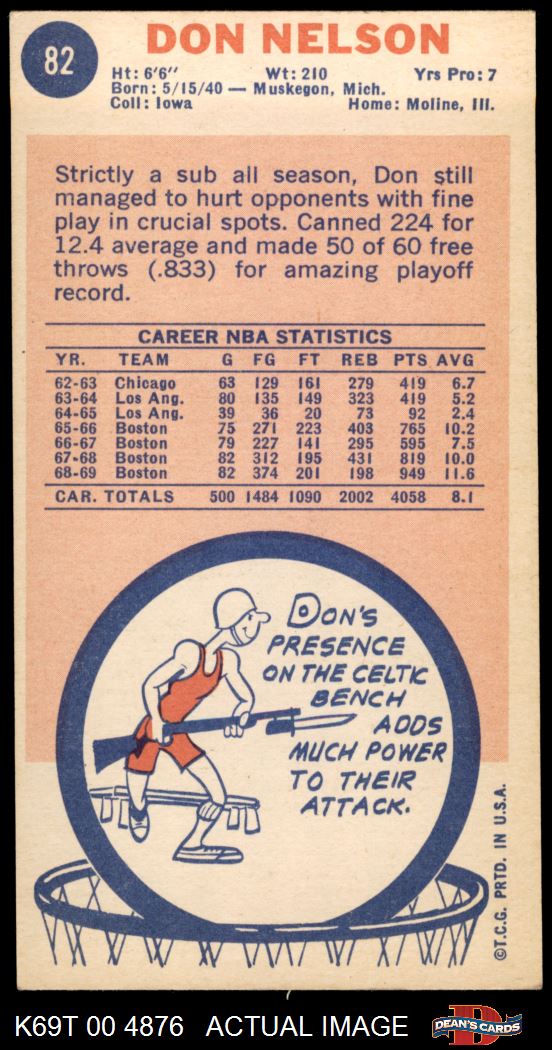 82
DON NELSON
Ht: 6'6" Wt: 210 Yrs Pro: 7
Born: 5/15/40 — Muskegon, Mich.
Coll: Iowa Home: Moline, Ill.
Strictly a sub all season, Don still
managed to hurt opponents with fine
play in crucial spots. Canned 224 for
12.4 average and made 50 of 60 free
throws (.833) for amazing playoff
record.
CAREER NBA STATISTICS
YR. TEAM G FG FT REB PTS AVG
62-63 Chicago 63 129 161 279 419 6.7
63-64 Los Ang. 80 135 149 323 419 5.2
64-65 Los Ang. 39 36 20 73 92 2.4
65-66 Boston 75 271 223 403 765 10.2
66-67 Boston 79 227 141 295 595 7.5
67-68 Boston 82 312 195 431 819 10.0
68-69 Boston 82 374 201 198 949 11.6
CAR. TOTALS 500 1484 1090 2002 4058 8.1
DON'S
PRESENCE
ON THE CELTIC
BENCH
ADDS
MUCH POWER
TO THEIR
ATTACK.
©T.C.G. PRTD. IN U.S.A.
K69T 00 4876 ACTUAL IMAGE
D
DEAN'S CARDS